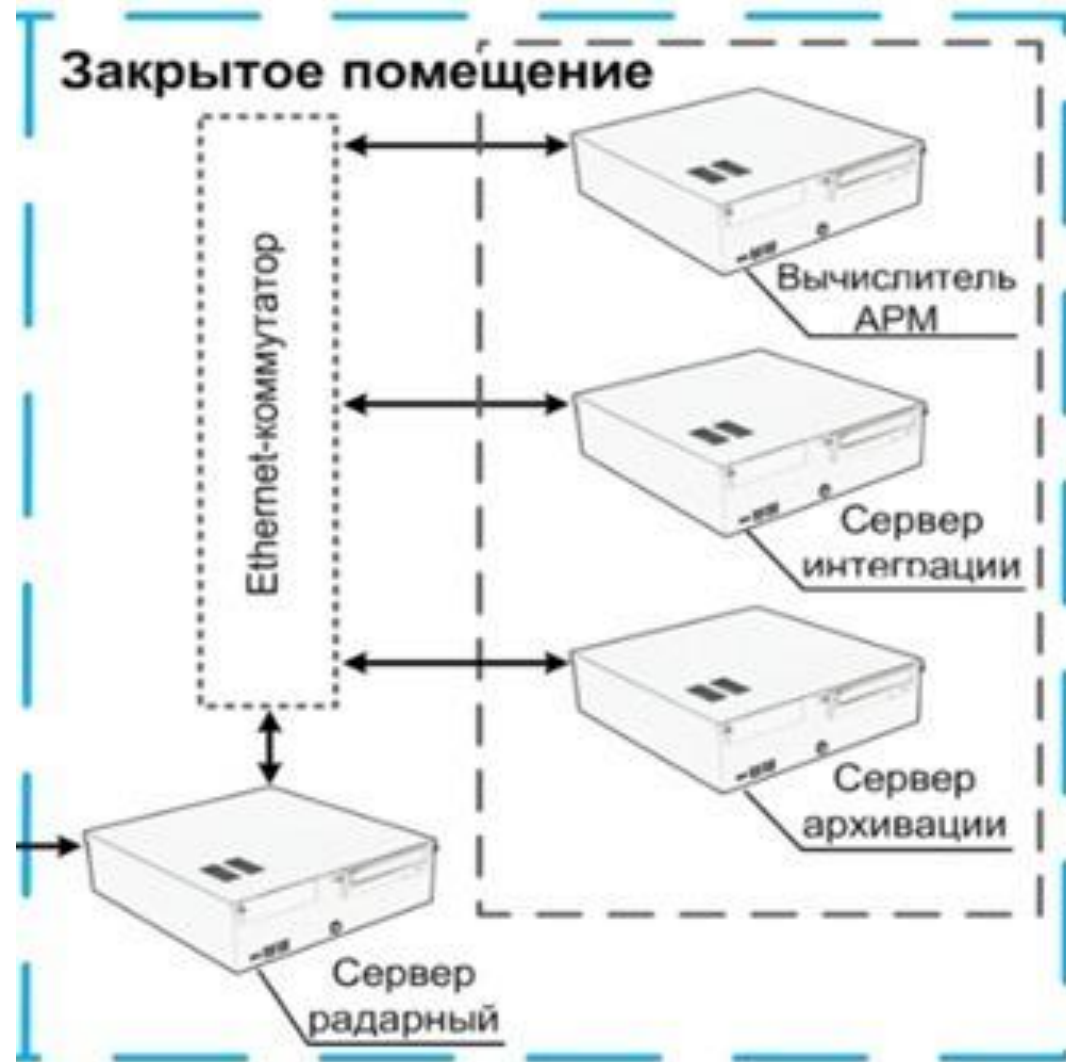 Закрытое помещение
Ethernet-коммутатор
Вычислитель
АРМ
Сервер
интеграции
Сервер
архивации
Сервер
радарный